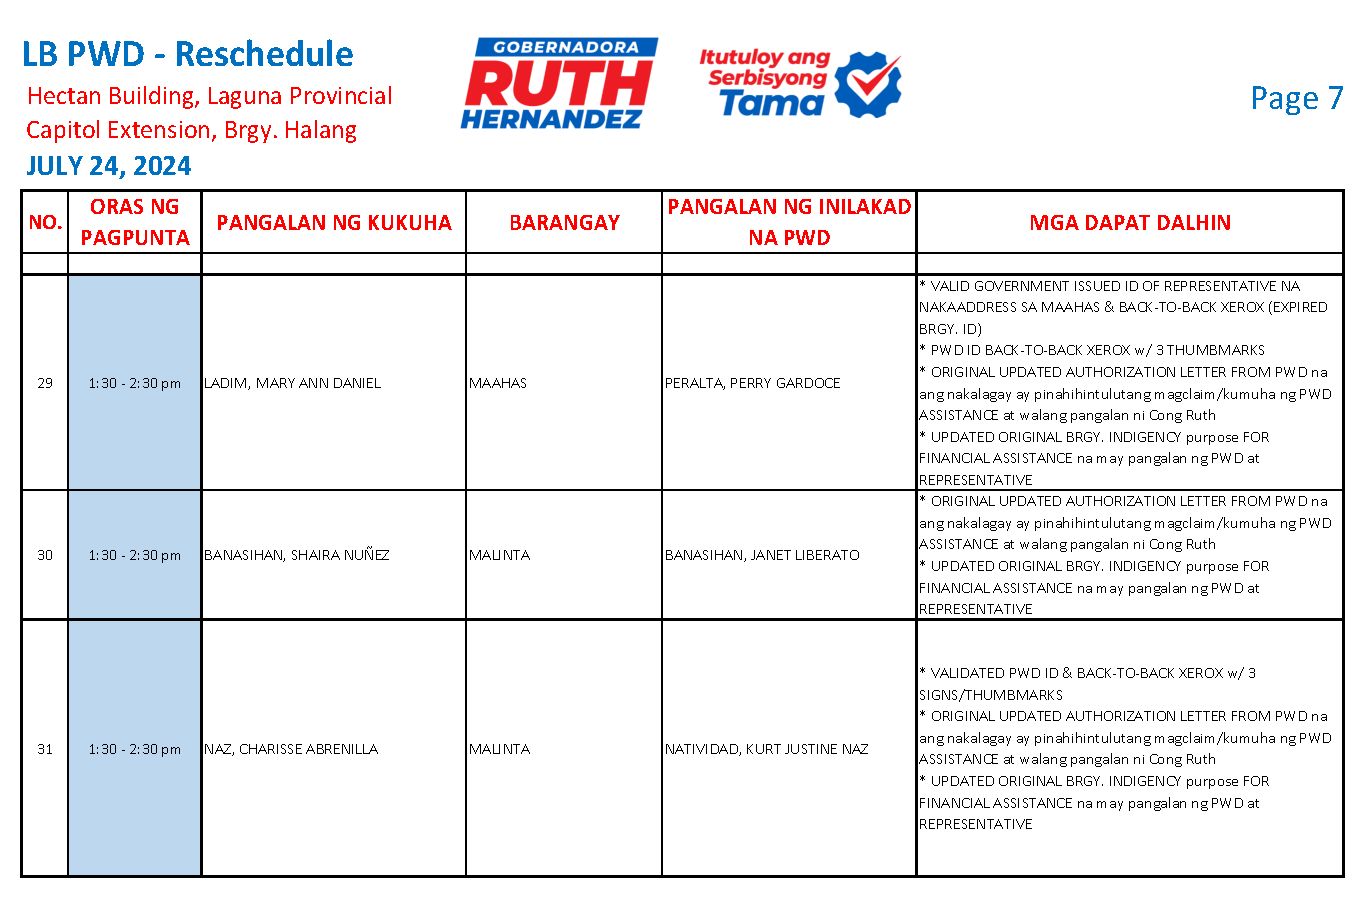 LB PWD - Reschedule
Hectan Building, Laguna Provincial
Capitol Extension, Brgy. Halang
JULY 24, 2024
GOBERNADORA
RUTH
HERNANDEZ
Itutuloy ang
Serbisyong
Tama
Page 7
NO.
ORAS NG
PAGPUNTA
PANGALAN NG KUKUHA
BARANGAY
PANGALAN NG INILAKAD
NA PWD
MGA DAPAT DALHIN
29
1:30 - 2:30 pm
LADIM, MARY ANN DANIEL
MAAHAS
PERALTA, PERRY GARDOCE
* VALID GOVERNMENT ISSUED ID OF REPRESENTATIVE NA
NAKAADDRESS SA MAAHAS & BACK-TO-BACK XEROX (EXPIRED
BRGY. ID)
* PWD ID BACK-TO-BACK XEROX w/ 3 THUMBMARKS
* ORIGINAL UPDATED AUTHORIZATION LETTER FROM PWD na
ang nakalagay ay pinahihintulutang magclaim/kumuha ng PWD
ASSISTANCE at walang pangalan ni Cong Ruth
* UPDATED ORIGINAL BRGY. INDIGENCY purpose FOR
FINANCIAL ASSISTANCE na may pangalan ng PWD at
REPRESENTATIVE
30
1:30 - 2:30 pm
BANASIHAN, SHAIRA NUÑEZ
MALINTA
BANASIHAN, JANET LIBERATO
* ORIGINAL UPDATED AUTHORIZATION LETTER FROM PWD na
ang nakalagay ay pinahihintulutang magclaim/kumuha ng PWD
ASSISTANCE at walang pangalan ni Cong Ruth
* UPDATED ORIGINAL BRGY. INDIGENCY purpose FOR
FINANCIAL ASSISTANCE na may pangalan ng PWD at
REPRESENTATIVE
31
1:30 - 2:30 pm
NAZ, CHARISSE ABRENILLA
MALINTA
NATIVIDAD, KURT JUSTINE NAZ
* VALIDATED PWD ID & BACK-TO-BACK XEROX w/ 3
SIGNS/THUMBMARKS
* ORIGINAL UPDATED AUTHORIZATION LETTER FROM PWD na
ang nakalagay ay pinahihintulutang magclaim/kumuha ng PWD
ASSISTANCE at walang pangalan ni Cong Ruth
* UPDATED ORIGINAL BRGY. INDIGENCY purpose FOR
FINANCIAL ASSISTANCE na may pangalan ng PWD at
REPRESENTATIVE